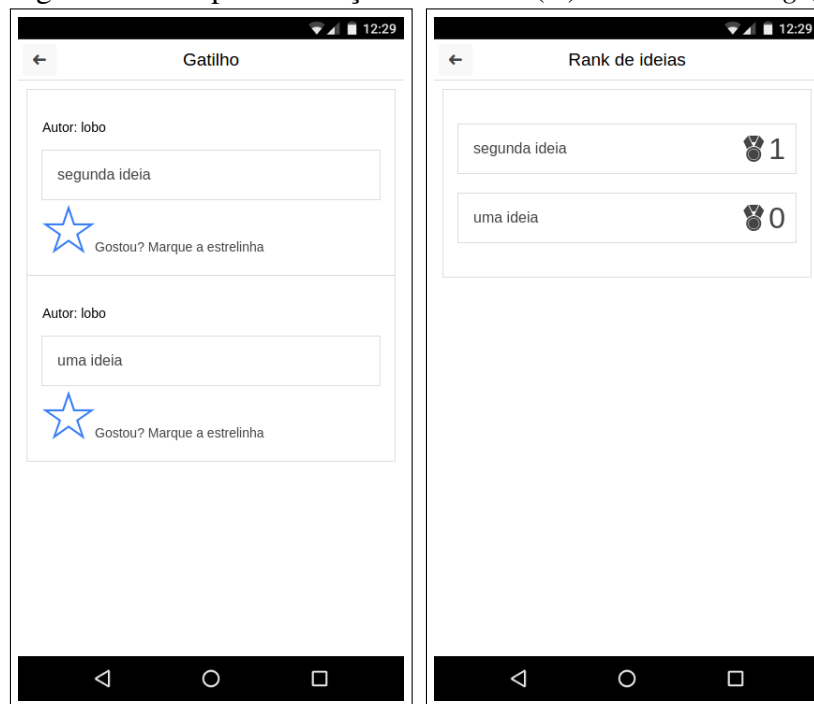 12:29
Gatilho
Autor: lobo
segunda ideia
Gostou? Marque a estrelinha
Autor: lobo
uma ideia
Gostou? Marque a estrelinha
12:29
Rank de ideias
segunda ideia
1
uma ideia
0